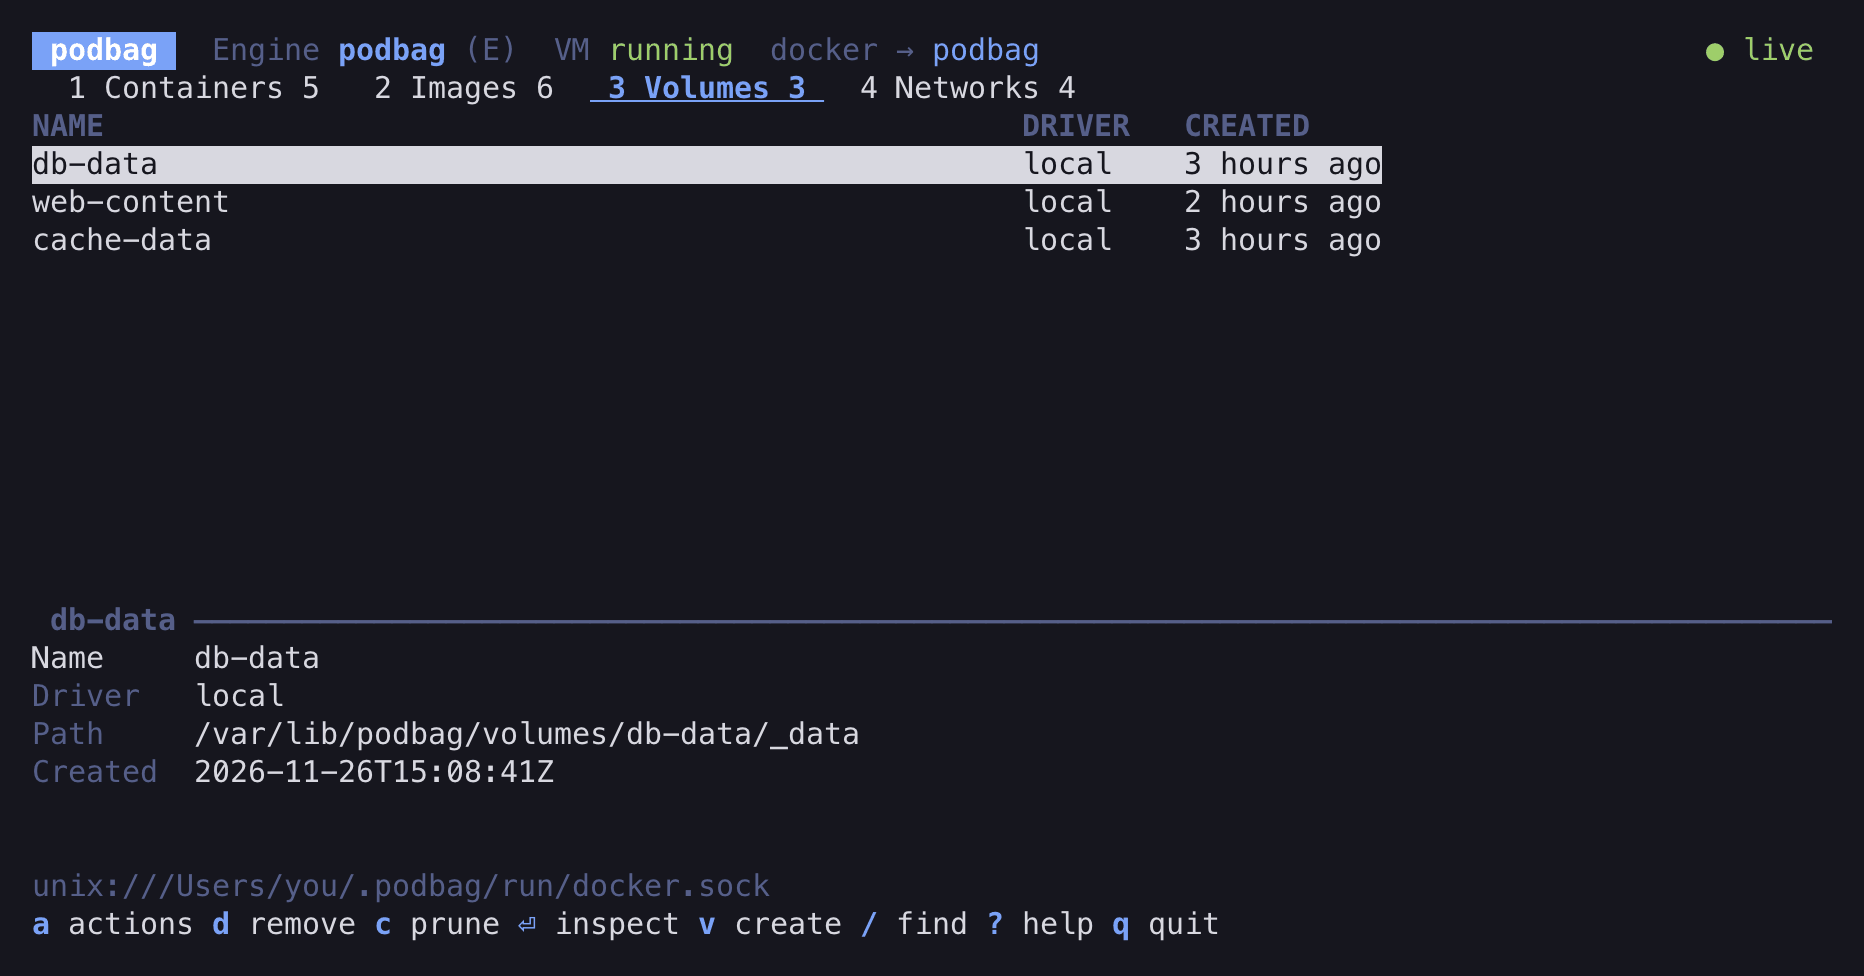 podbag Engine podbag (E) VM running docker → podbag ● live
1 Containers 5 2 Images 6 3 Volumes 3 4 Networks 4
NAME DRIVER CREATED
db-data local 3 hours ago
web-content local 2 hours ago
cache-data local 3 hours ago
db-data
Name db-data
Driver local
Path /var/lib/podbag/volumes/db-data/_data
Created 2026-11-26T15:08:41Z
unix:///Users/you/.podbag/run/docker.sock
a actions d remove c prune ⏎ inspect v create / find ? help q quit